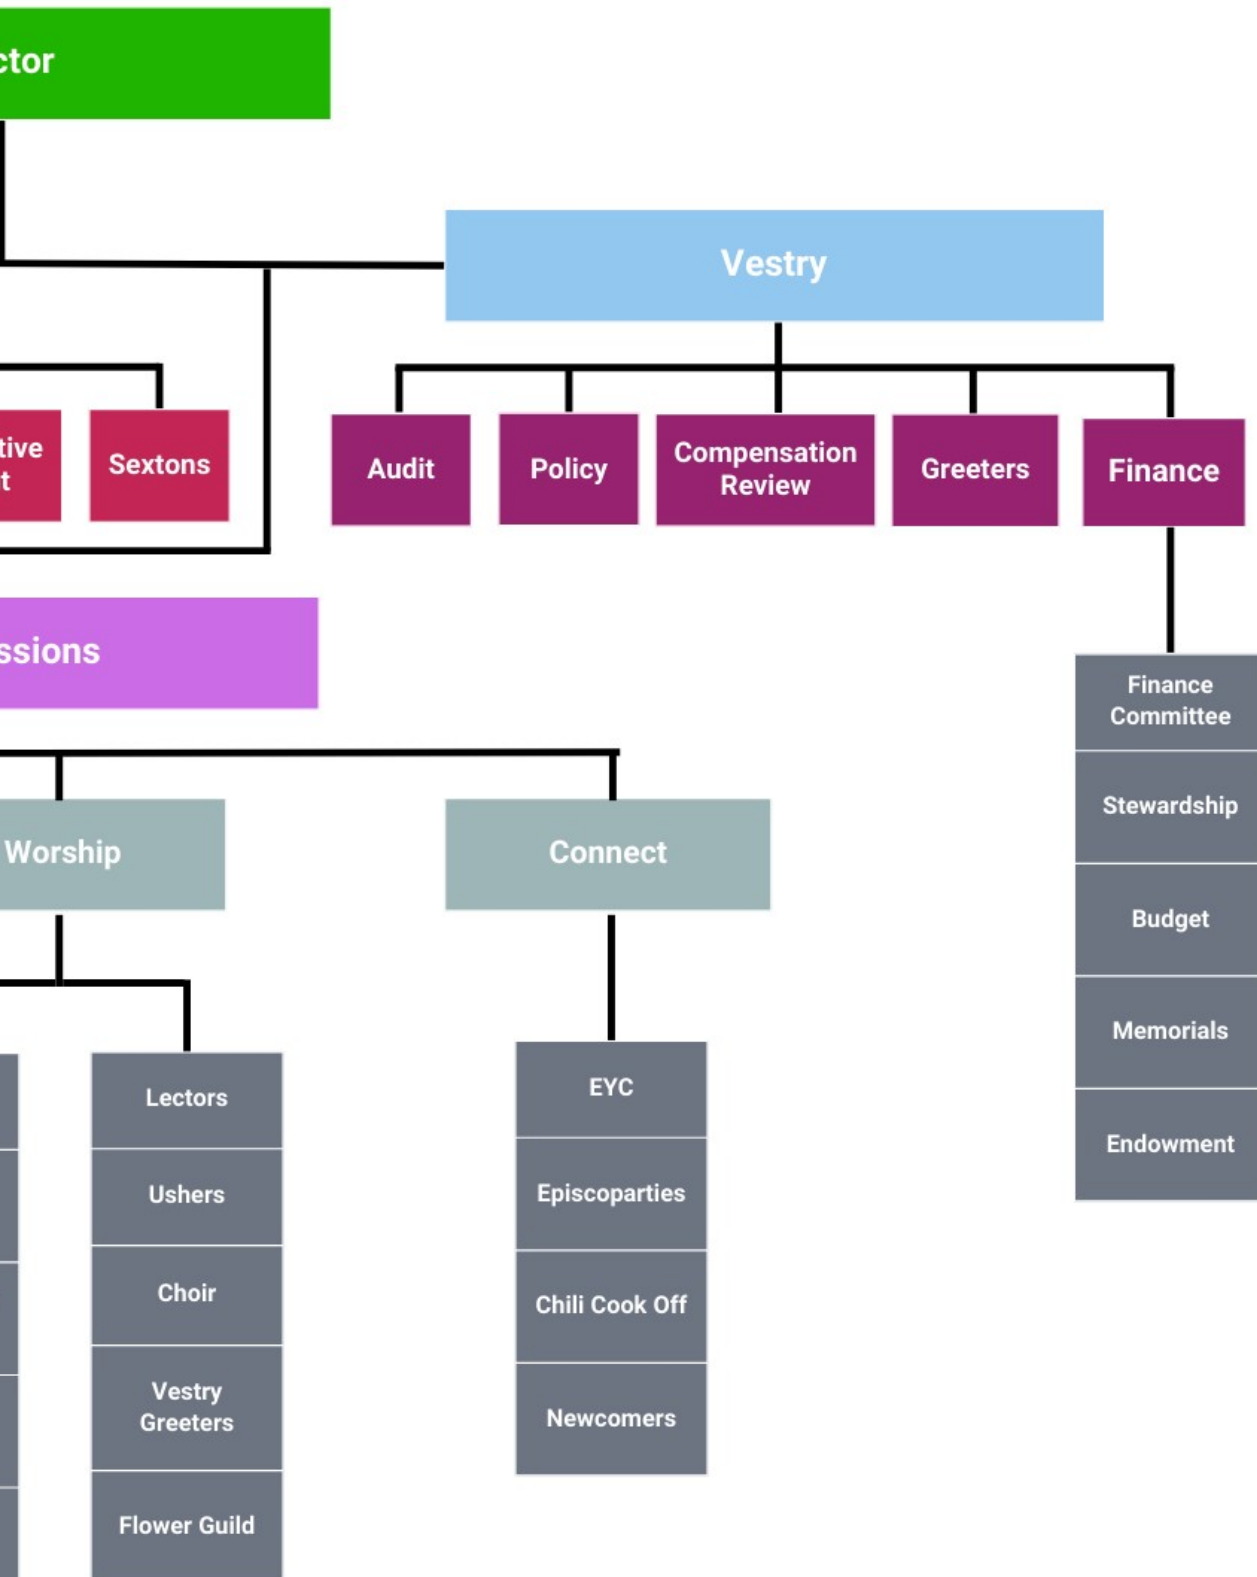 ctor
Vestry
tive
t
Sextons
Audit
Policy
Compensation
Review
Greeters
Finance
ssions
Finance
Committee
Stewardship
Budget
Memorials
Endowment
Worship
Connect
Lectors
Ushers
Choir
Vestry
Greeters
Flower Guild
EYC
Episcoparties
Chili Cook Off
Newcomers